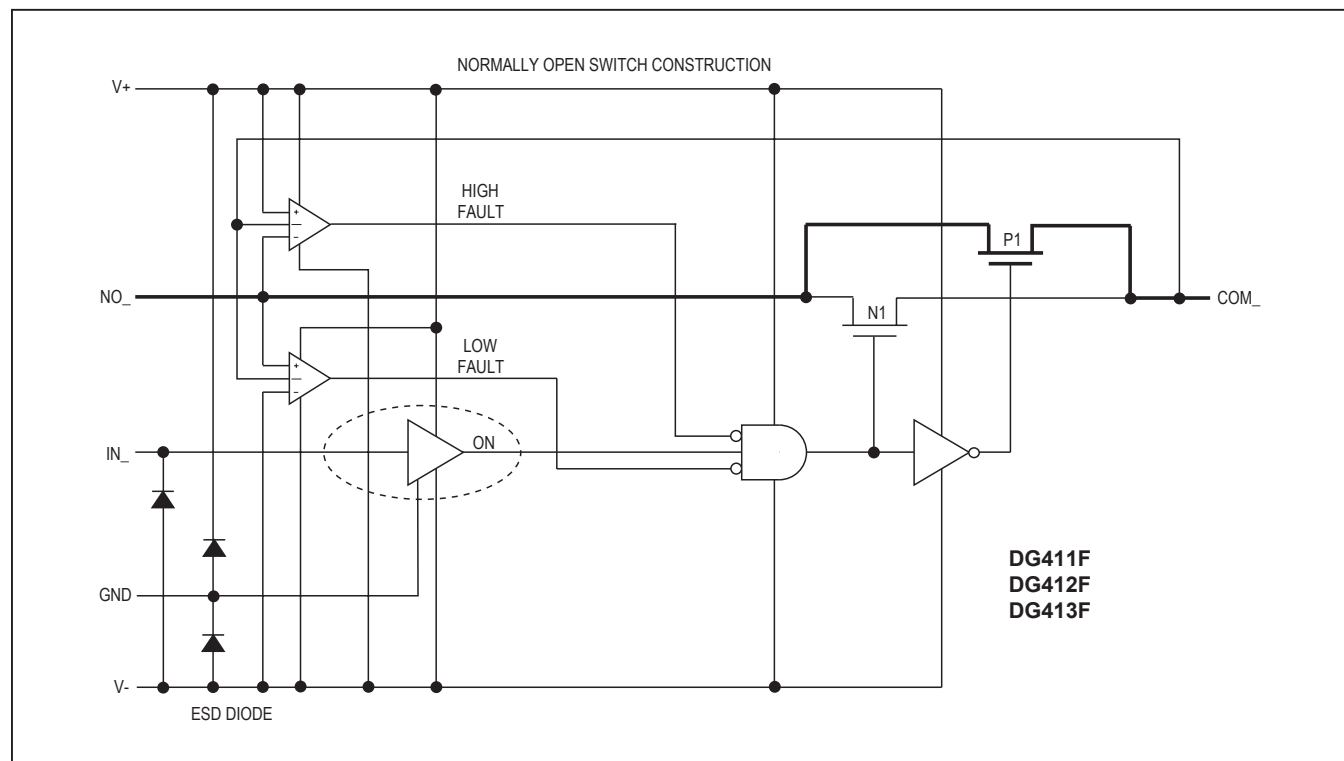 NORMALLY OPEN SWITCH CONSTRUCTION
V+
HIGH
FAULT
+
–
–
P1
NO_
COM_
N1
LOW
FAULT
+
–
–
IN_
ON
GND
DG411F
DG412F
DG413F
V-
ESD DIODE